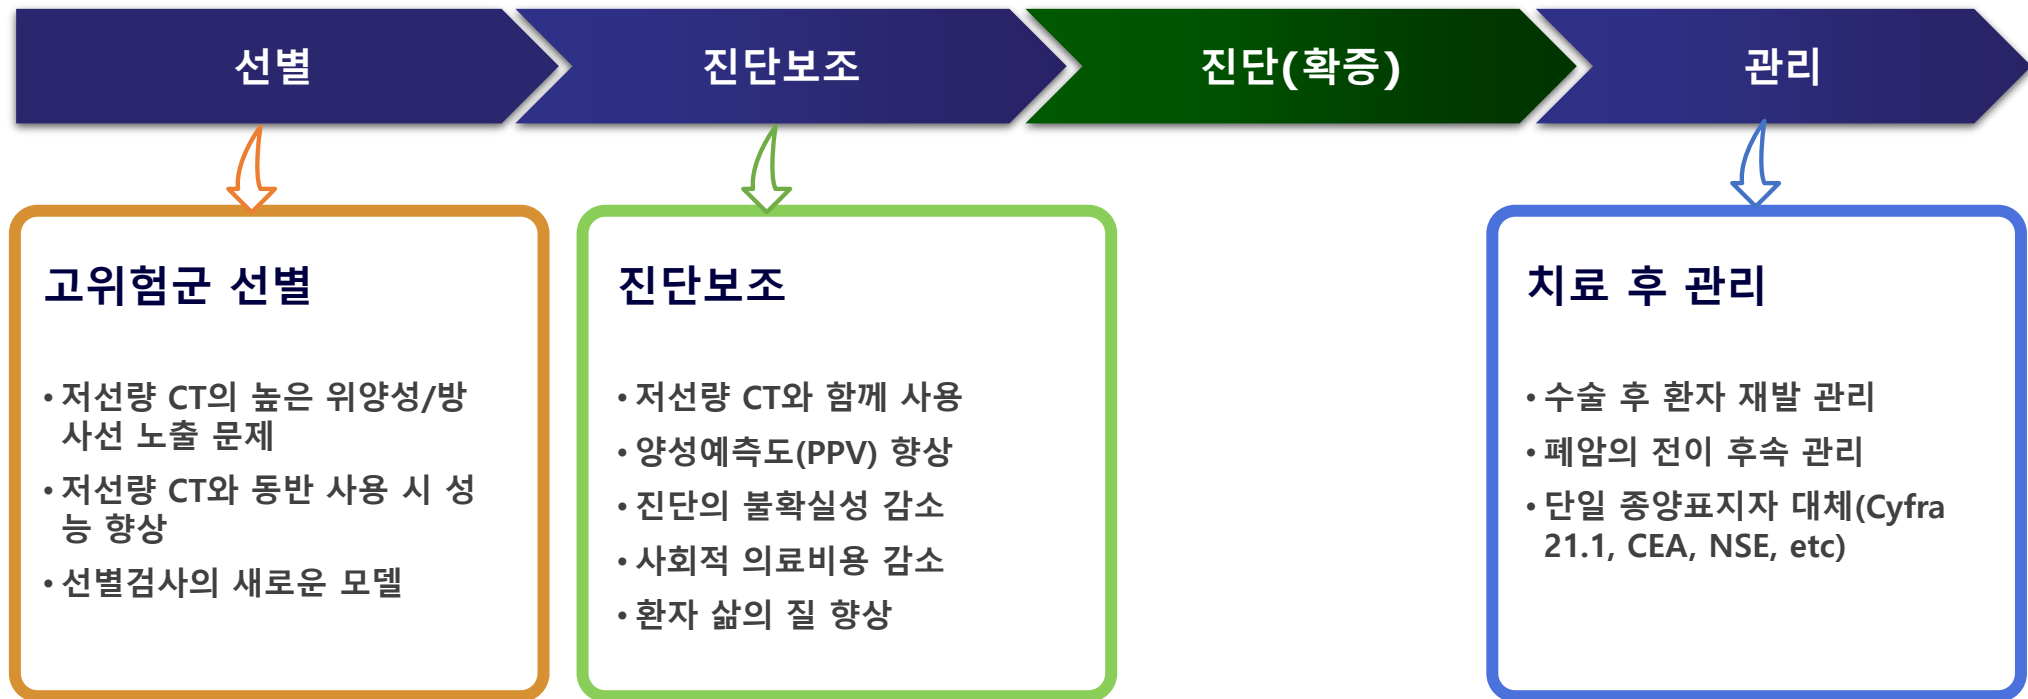 선별
진단보조
진단(확증)
관리
고위험군 선별
• 저선량 CT의 높은 위양성/방
사선 노출 문제
• 저선량 CT와 동반 사용 시 성
능 향상
• 선별검사의 새로운 모델
진단보조
• 저선량 CT와 함께 사용
• 양성예측도(PPV) 향상
• 진단의 불확실성 감소
• 사회적 의료비용 감소
• 환자 삶의 질 향상
치료 후 관리
• 수술 후 환자 재발 관리
• 폐암의 전이 후속 관리
• 단일 종양표지자 대체(Cyfra
21.1, CEA, NSE, etc)